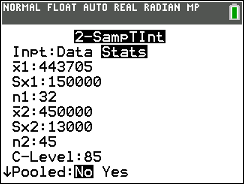 NORMAL FLOAT AUTO REAL RADIAN MP
2-SampTInt
Inpt:Data Stats
x̄1:443705
Sx1:150000
n1:32
x̄2:450000
Sx2:13000
n2:45
C-Level:85
↓Pooled:No Yes